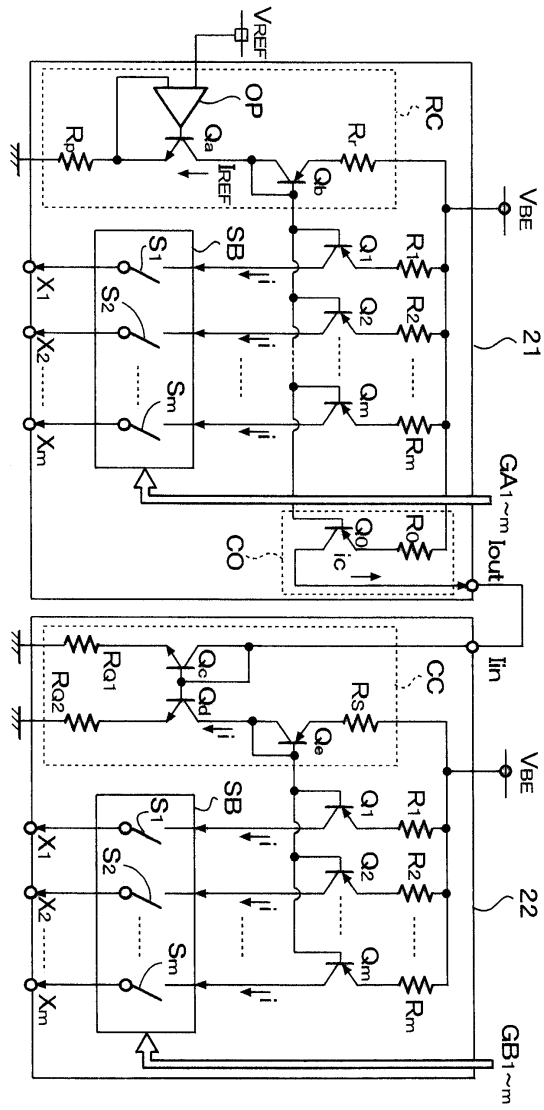 21
22
VBE
VBE
GA1~m
Iout
Iin
GB1~m
RC
Rr
R1
R2
Rm
R0
CC
RS
R1
R2
Rm
Qb
Q1
Q2
Qm
Q0
ic
CO
Qe
Q1
Q2
Qm
VREF
OP
Qa
IREF
Rp
i
i
i
SB
S1
S2
Sm
X1
X2
Xm
Qc
Qd
i
RQ1
RQ2
i
i
i
SB
S1
S2
Sm
X1
X2
Xm